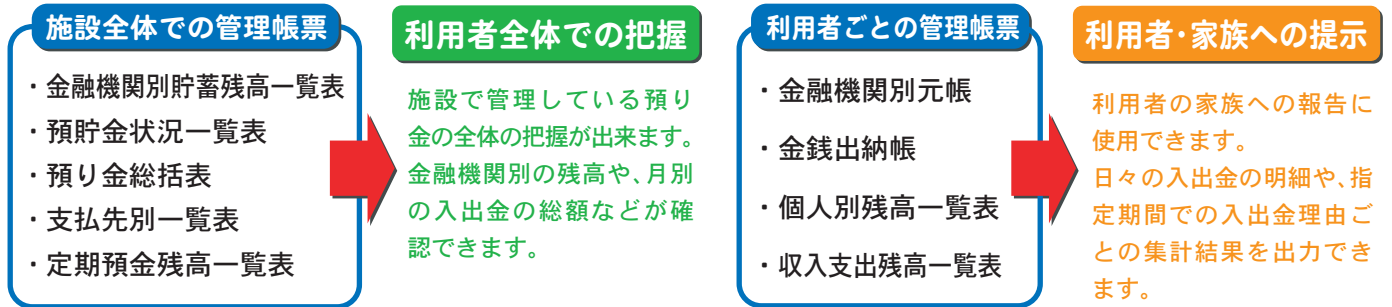 施設全体での管理帳票
・金融機関別貯蓄残高一覧表
・預貯金状況一覧表
・預り金総括表
・支払先別一覧表
・定期預金残高一覧表
利用者全体での把握
施設で管理している預り
金の全体の把握が出来ます。
金融機関別の残高や、月別
の入出金の総額などが確
認できます。
利用者ごとの管理帳票
・金融機関別元帳
・金銭出納帳
・個人別残高一覧表
・収入支出残高一覧表
利用者・家族への提示
利用者の家族への報告に
使用できます。
日々の入出金の明細や、指
定期間での入出金理由ご
との集計結果を出力でき
ます。